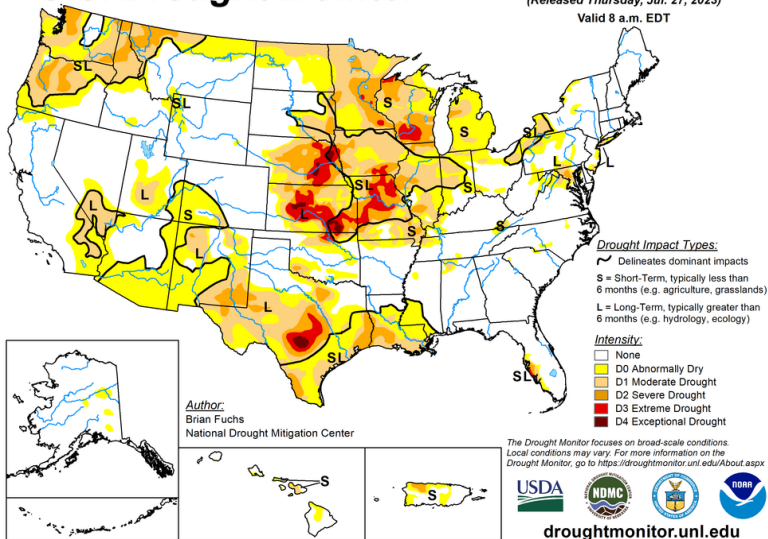 (Released Thursday, Jul. 27, 2023)
Valid 8 a.m. EDT
SL
SL
S
S
SL
L
L
L
S
SL
S
L
S
S
L
L
L
SL
SL
S
S
Drought Impact Types:
Delineates dominant impacts
S = Short-Term, typically less than
6 months (e.g. agriculture, grasslands)
L = Long-Term, typically greater than
6 months (e.g. hydrology, ecology)
Intensity:
None
D0 Abnormally Dry
D1 Moderate Drought
D2 Severe Drought
D3 Extreme Drought
D4 Exceptional Drought
Author:
Brian Fuchs
National Drought Mitigation Center
The Drought Monitor focuses on broad-scale conditions.
Local conditions may vary. For more information on the
Drought Monitor, go to https://droughtmonitor.unl.edu/About.aspx
USDA
NDMC
NOAA
droughtmonitor.unl.edu